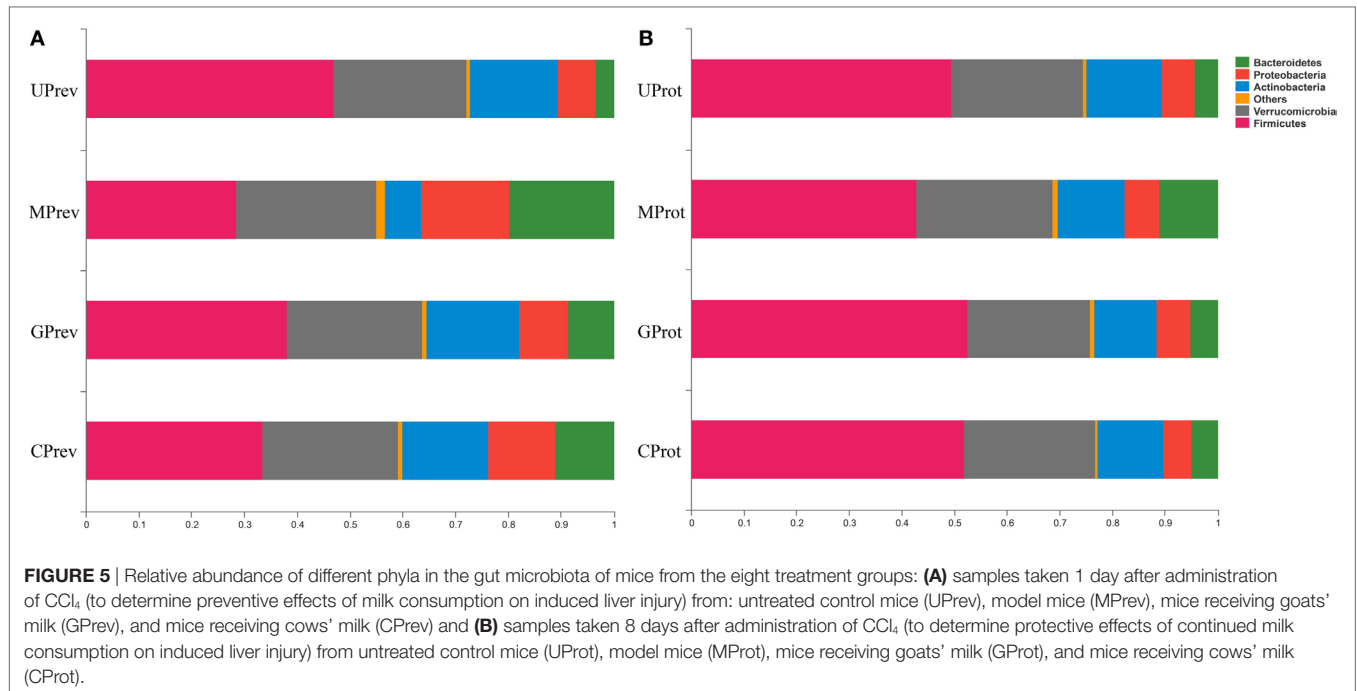 A
UPrev
MPrev
GPrev
CPrev
0 0.1 0.2 0.3 0.4 0.5 0.6 0.7 0.8 0.9 1
B
UProt
MProt
GProt
CProt
0 0.1 0.2 0.3 0.4 0.5 0.6 0.7 0.8 0.9 1
Bacteroidetes
Proteobacteria
Actinobacteria
Others
Verrucomicrobia
Firmicutes
FIGURE 5 | Relative abundance of different phyla in the gut microbiota of mice from the eight treatment groups: (A) samples taken 1 day after administration
of CCl₄ (to determine preventive effects of milk consumption on induced liver injury) from: untreated control mice (UPrev), model mice (MPrev), mice receiving goats'
milk (GPrev), and mice receiving cows' milk (CPrev) and (B) samples taken 8 days after administration of CCl₄ (to determine protective effects of continued milk
consumption on induced liver injury) from untreated control mice (UProt), model mice (MProt), mice receiving goats' milk (GProt), and mice receiving cows' milk
(CProt).